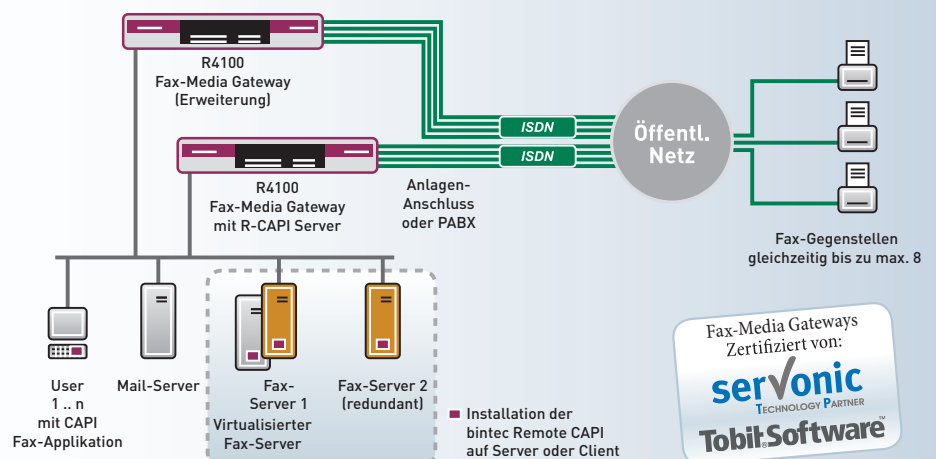 R4100
Fax-Media Gateway
(Erweiterung)
ISDN
ISDN
Öffentl.
Netz
R4100
Fax-Media Gateway
mit R-CAPI Server
Anlagen-
Anschluss
oder PABX
Fax-Gegenstellen
gleichzeitig bis zu max. 8
User
1 .. n
mit CAPI
Fax-Applikation
Mail-Server
Fax-
Server 1
Virtualisierter
Fax-Server
Fax-Server 2
(redundant)
Installation der
bintec Remote CAPI
auf Server oder Client
Fax-Media Gateways
Zertifiziert von:
servonic
TECHNOLOGY PARTNER
Tobit®Software™